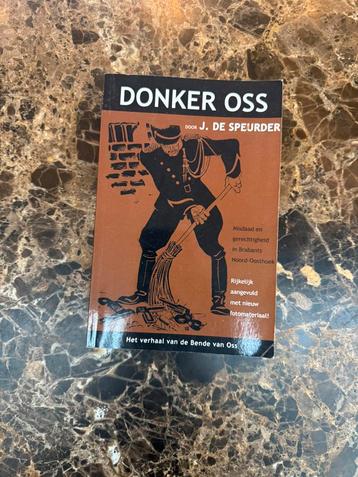 DONKER OSS
DOOR J. DE SPEURDER
Misdaad en
gerechtigheid
in Brabants
Noord-Oosthoek
Rijkelijk
aangevuld
met nieuw
fotomateriaal!
Het verhaal van de Bende van Oss